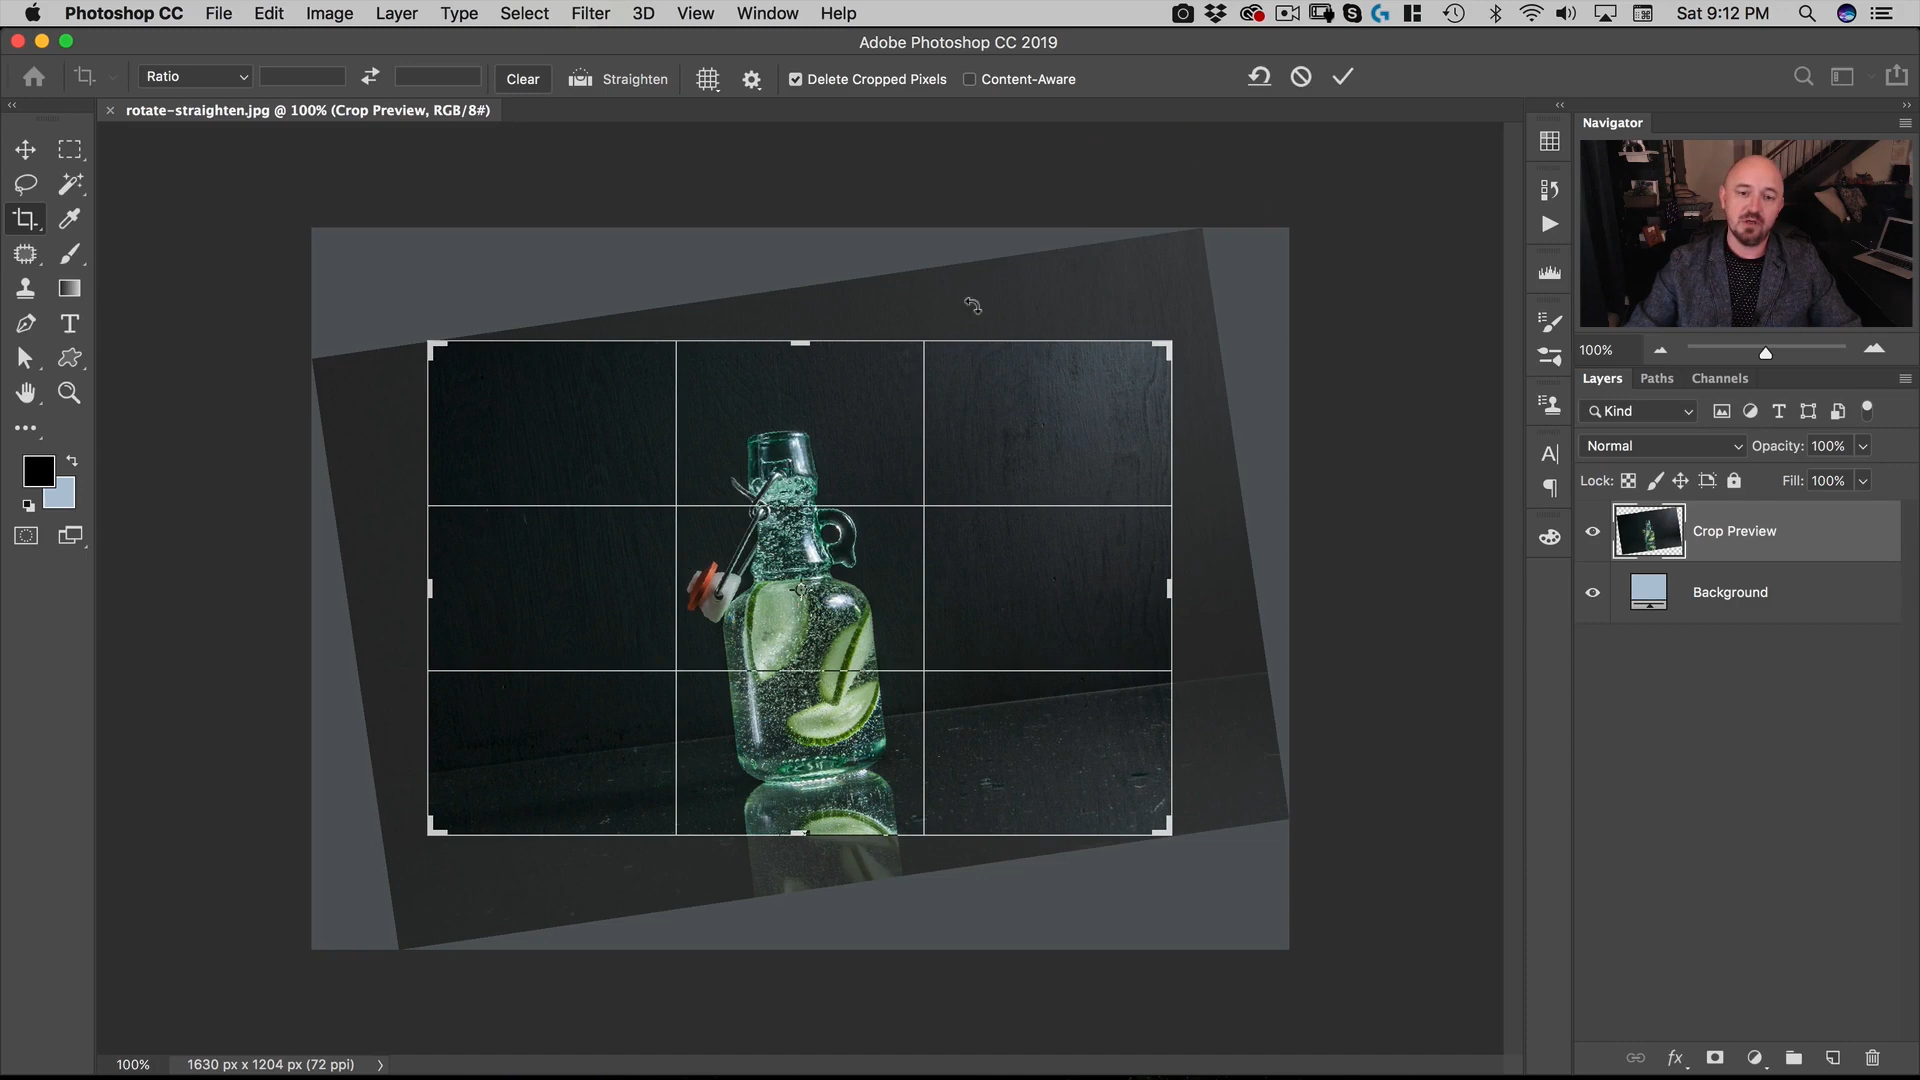 Photoshop CC File Edit Image Layer Type Select Filter 3D View Window Help Sat 9:12 PM
Adobe Photoshop CC 2019
Ratio Clear Straighten Delete Cropped Pixels Content-Aware
rotate-straighten.jpg @ 100% (Crop Preview, RGB/8#)
Navigator
100%
Layers Paths Channels
Kind
Normal Opacity: 100%
Lock: Fill: 100%
Crop Preview
Background
100% 1630 px x 1204 px (72 ppi)